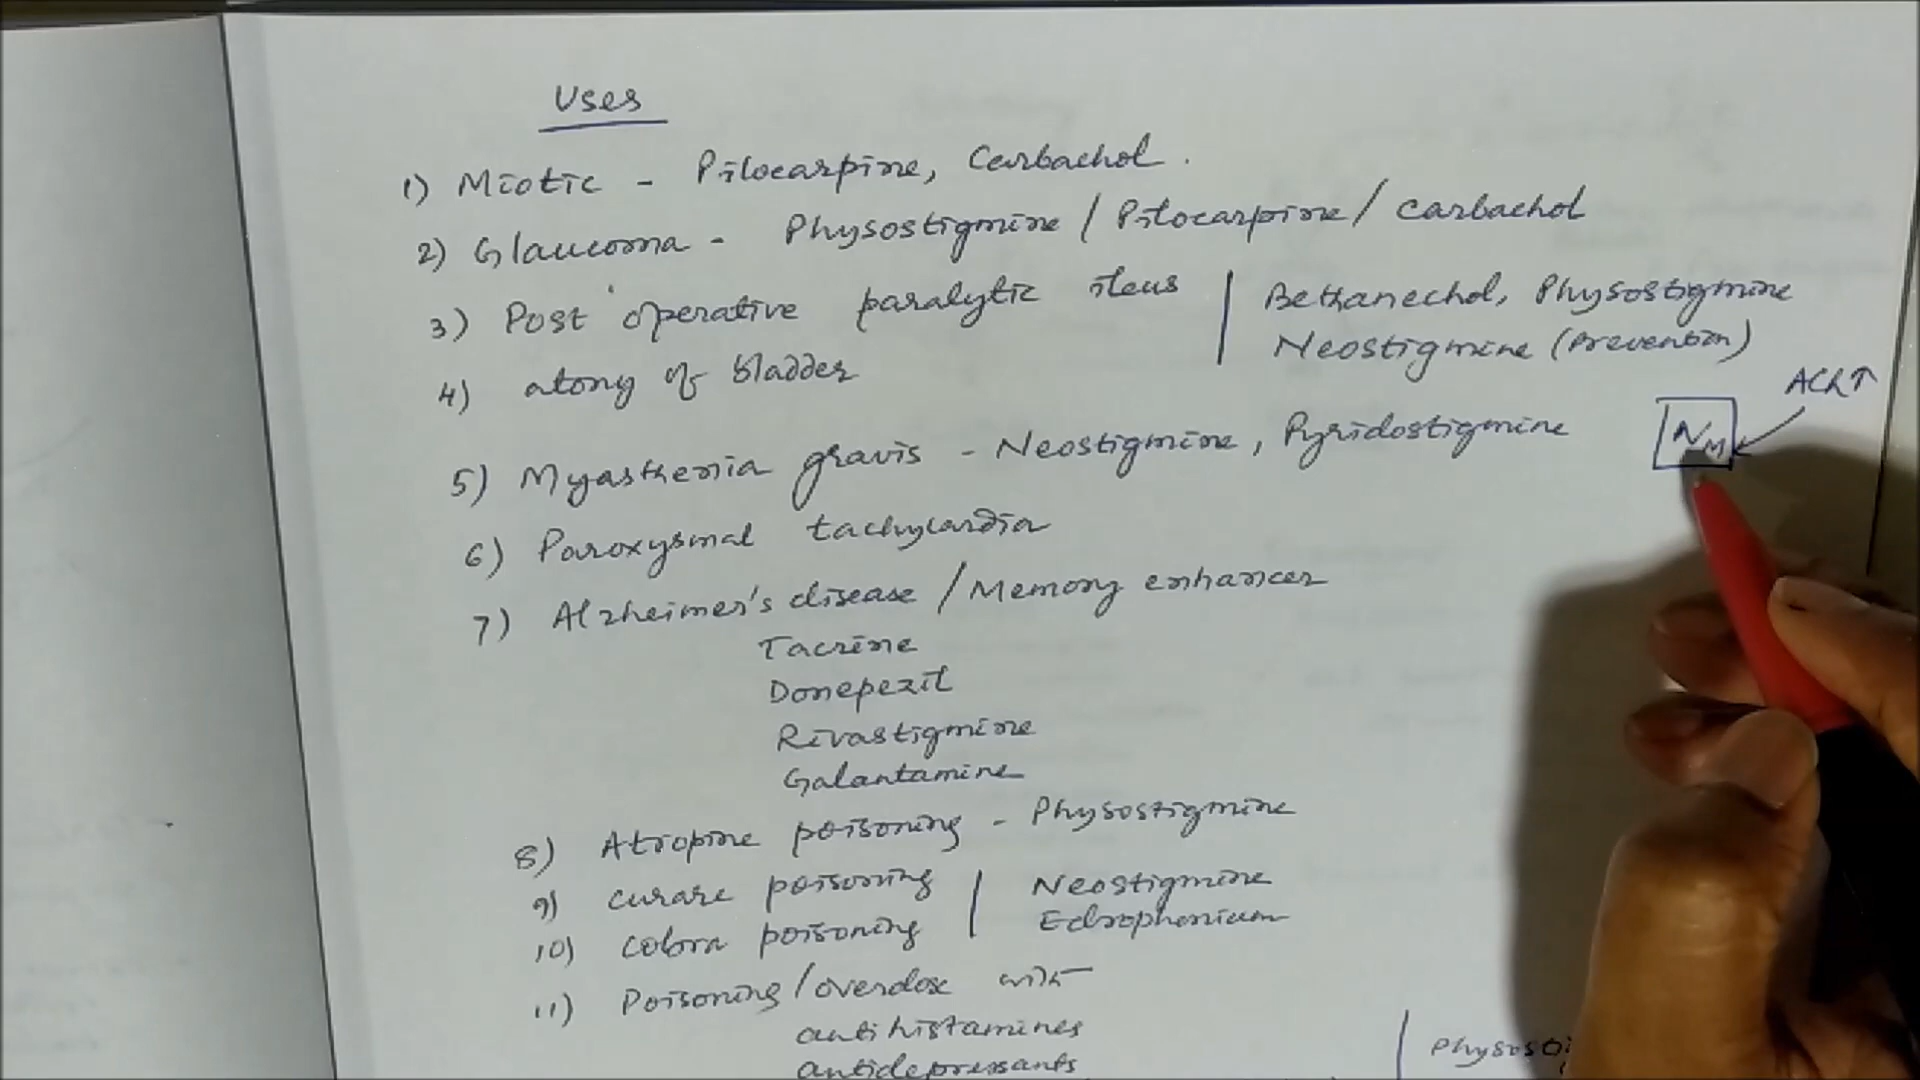 Uses
1) Miotic - Pilocarpine, Carbachol.
2) Glaucoma - Physostigmine / Pilocarpine / Carbachol
3) Post operative paralytic ileus | Bethanechol, Physostigmine
Neostigmine (Prevention)
4) atony of bladder
ACh↑
NM
5) Myasthenia gravis - Neostigmine, Pyridostigmine
6) Paroxysmal tachycardia
7) Alzheimer's disease / Memory enhancer
Tacrine
Donepezil
Rivastigmine
Galantamine
8) Atropine poisoning - Physostigmine
9) Curare poisoning | Neostigmine
10) Cobra poisoning | Edrophonium
11) Poisoning / overdose with
antihistamines
antidepressants